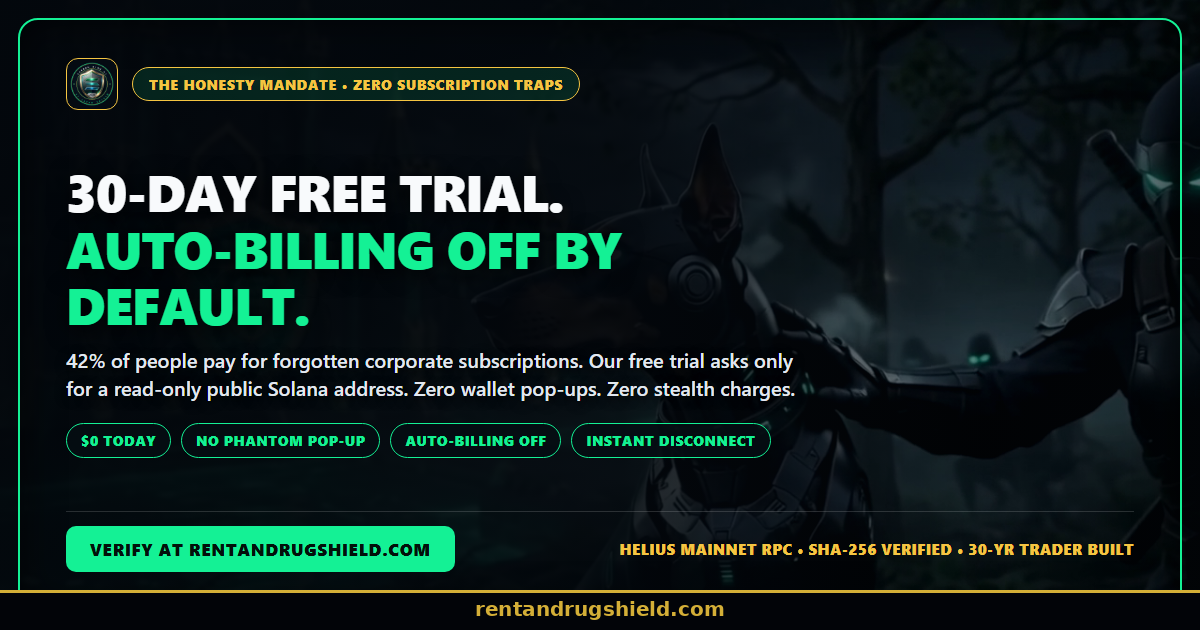 THE HONESTY MANDATE • ZERO SUBSCRIPTION TRAPS
30-DAY FREE TRIAL.
AUTO-BILLING OFF BY
DEFAULT.
42% of people pay for forgotten corporate subscriptions. Our free trial asks only
for a read-only public Solana address. Zero wallet pop-ups. Zero stealth charges.
$0 TODAY
NO PHANTOM POP-UP
AUTO-BILLING OFF
INSTANT DISCONNECT
VERIFY AT RENTANDRUGSHIELD.COM
HELIUS MAINNET RPC • SHA-256 VERIFIED • 30-YR TRADER BUILT
rentandrugshield.com